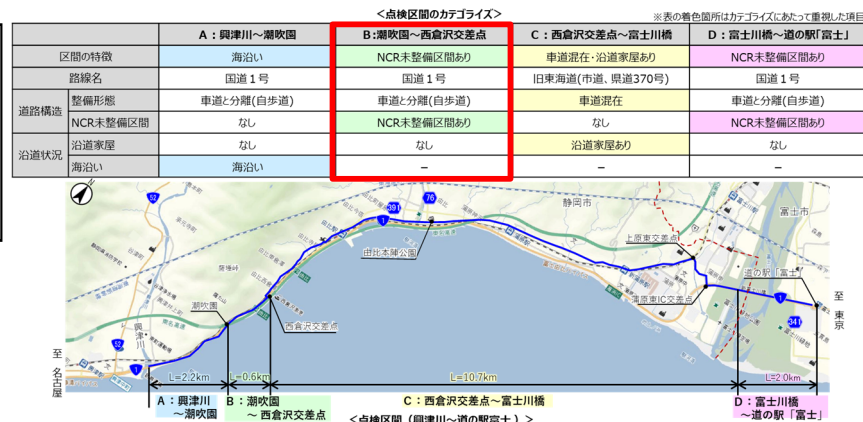 ＜点検区間のカテゴライズ＞
※表の着色箇所はカテゴライズにあたって重視した項目
A：興津川～潮吹園 B:潮吹園～西倉沢交差点 C：西倉沢交差点～富士川橋 D：富士川橋～道の駅「富士」
区間の特徴 海沿い NCR未整備区間あり 車道混在・沿道家屋あり NCR未整備区間あり
路線名 国道１号 国道１号 旧東海道(市道、県道370号) 国道１号
道路構造 整備形態 車道と分離(自歩道) 車道と分離(自歩道) 車道混在 車道と分離(自歩道)
NCR未整備区間 なし NCR未整備区間あり なし NCR未整備区間あり
沿道状況 沿道家屋 なし なし 沿道家屋あり なし
海沿い 海沿い － － －
N
52
76
391
1
静岡市
富士市
由比本陣公園
上原東交差点
道の駅「富士」
薩埵峠
潮吹園
西倉沢交差点
蒲原東IC交差点
1
341
至 東京
興津川
52
1
至 名古屋
L=2.2km L=0.6km L=10.7km L=2.0km
A：興津川
～潮吹園
B：潮吹園
～西倉沢交差点
C：西倉沢交差点～富士川橋
D：富士川橋
～道の駅「富士」
＜点検区間（興津川～道の駅富士）＞